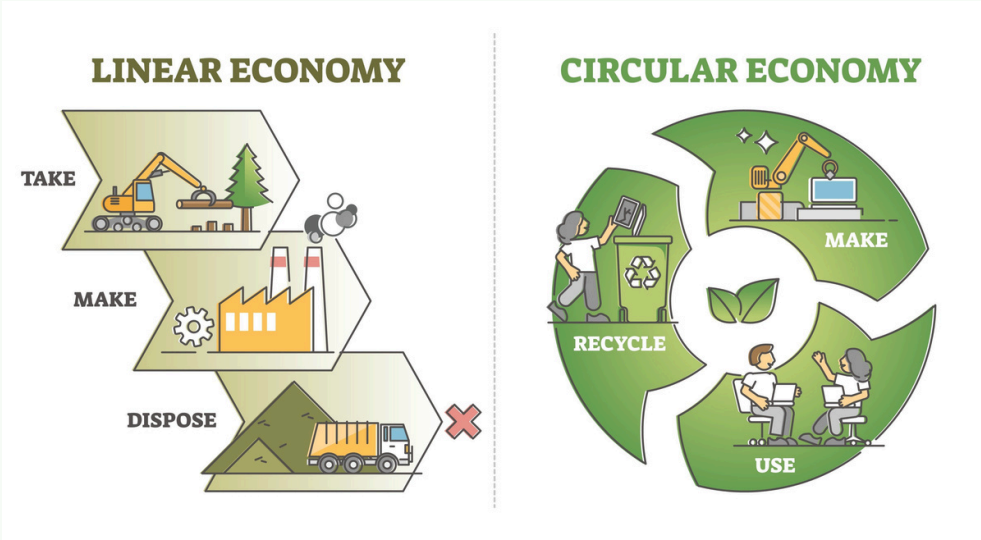 LINEAR ECONOMY
TAKE
MAKE
DISPOSE
CIRCULAR ECONOMY
MAKE
USE
RECYCLE